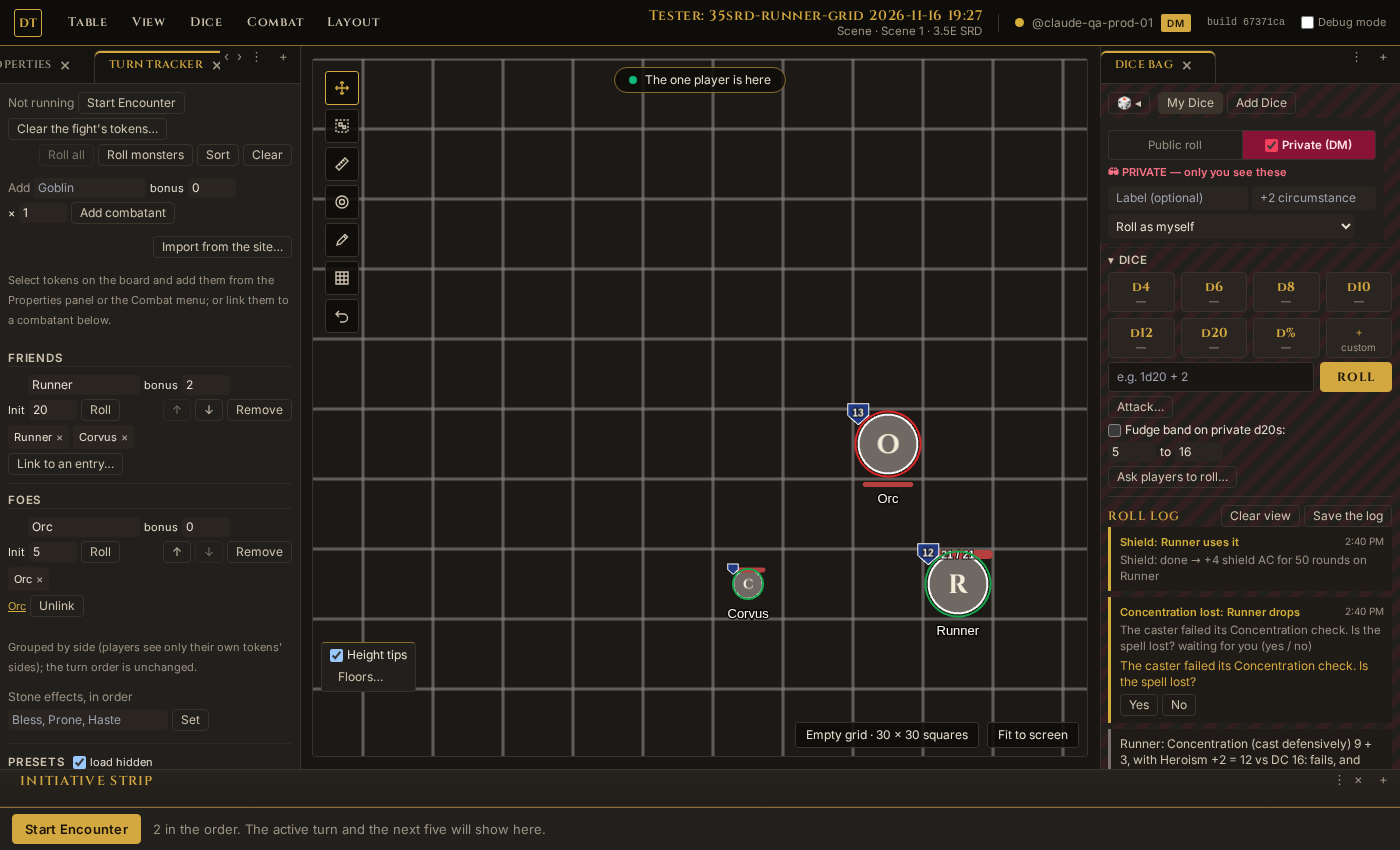 DT
TABLE
VIEW
DICE
COMBAT
LAYOUT
TESTER: 35SRD-RUNNER-GRID 2026-11-16 19:27
Scene · Scene 1 · 3.5E SRD
@claude-qa-prod-01
DM
build 67371ca
Debug mode
OPERTIES
TURN TRACKER
Not running
Start Encounter
Clear the fight's tokens...
Roll all
Roll monsters
Sort
Clear
Add
Goblin
bonus 0
× 1
Add combatant
Import from the site...
Select tokens on the board and add them from the
Properties panel or the Combat menu; or link them to
a combatant below.
FRIENDS
Runner
bonus 2
Init 20
Roll
↑
↓
Remove
Runner ×
Corvus ×
Link to an entry...
FOES
Orc
bonus 0
Init 5
Roll
↑
↓
Remove
Orc ×
Orc
Unlink
Grouped by side (players see only their own tokens'
sides); the turn order is unchanged.
Stone effects, in order
Bless, Prone, Haste
Set
PRESETS
load hidden
The one player is here
13
O
Orc
12
21 / 21
R
Runner
C
Corvus
Height tips
Floors...
Empty grid · 30 × 30 squares
Fit to screen
DICE BAG
My Dice
Add Dice
Public roll
Private (DM)
PRIVATE — only you see these
Label (optional)
+2 circumstance
Roll as myself
DICE
D4
—
D6
—
D8
—
D10
—
D12
—
D20
—
D%
—
+
custom
e.g. 1d20 + 2
ROLL
Attack...
Fudge band on private d20s:
5 to 16
Ask players to roll...
ROLL LOG
Clear view
Save the log
Shield: Runner uses it
2:40 PM
Shield: done → +4 shield AC for 50 rounds on
Runner
Concentration lost: Runner drops
2:40 PM
The caster failed its Concentration check. Is the
spell lost? waiting for you (yes / no)
The caster failed its Concentration check. Is
the spell lost?
Yes
No
Runner: Concentration (cast defensively) 9 +
3, with Heroism +2 = 12 vs DC 16: fails, and
INITIATIVE STRIP
Start Encounter
2 in the order. The active turn and the next five will show here.